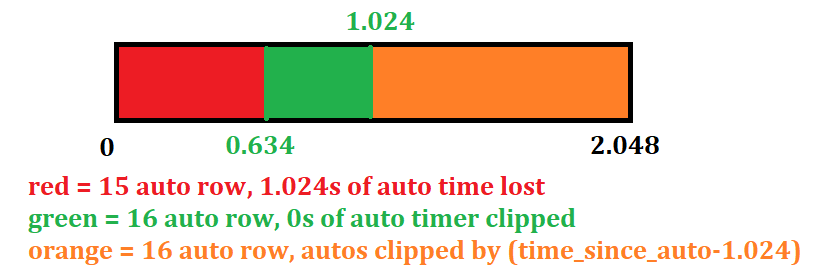 1.024
0 0.634 2.048
red = 15 auto row, 1.024s of auto time lost
green = 16 auto row, 0s of auto timer clipped
orange = 16 auto row, autos clipped by (time_since_auto-1.024)